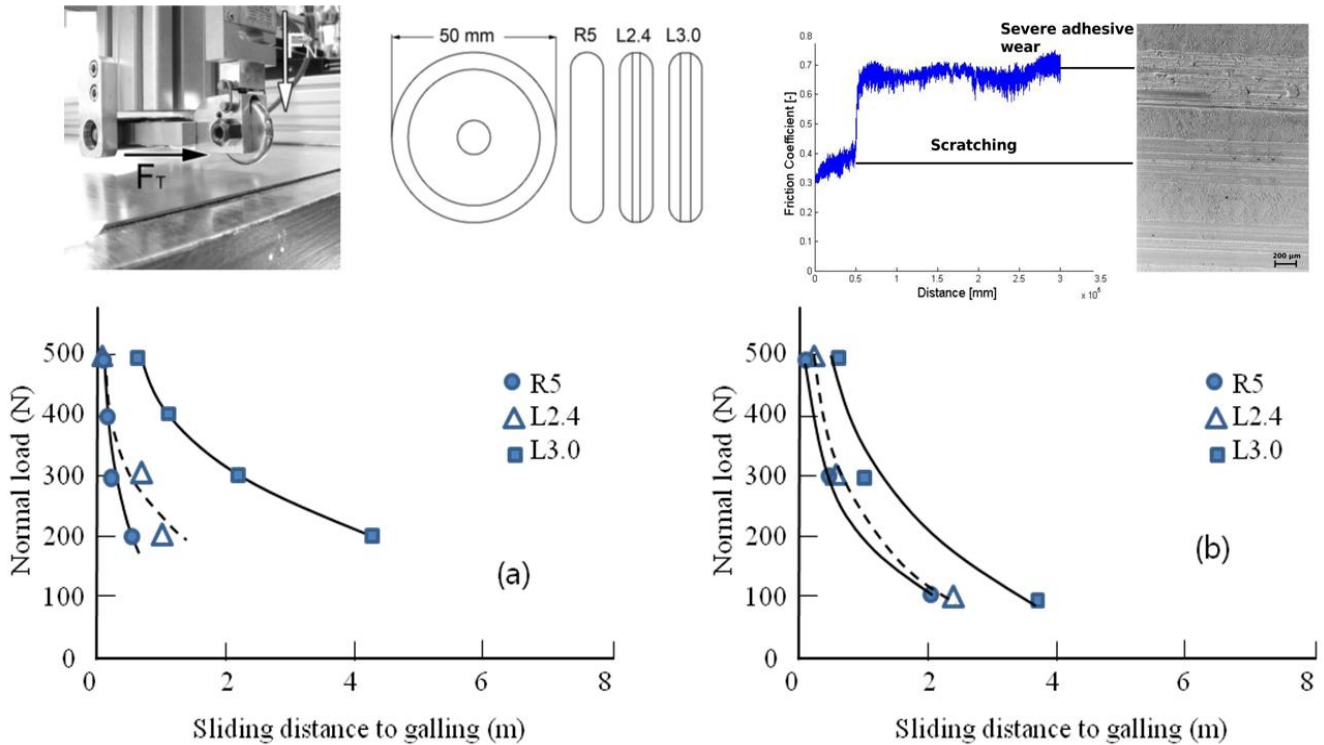 F_N
F_T
50 mm
R5 L2.4 L3.0
Severe adhesive
wear
Scratching
Friction Coefficient [-]
0.8
0.7
0.6
0.5
0.4
0.3
0.2
0.1
0
0 0.5 1 1.5 2 2.5 3 3.5
Distance [mm]
200 µm
Normal load (N)
500
400
300
200
100
0
0 2 4 6 8
Sliding distance to galling (m)
R5
L2.4
L3.0
(a)
Normal load (N)
500
400
300
200
100
0
0 2 4 6 8
Sliding distance to galling (m)
R5
L2.4
L3.0
(b)